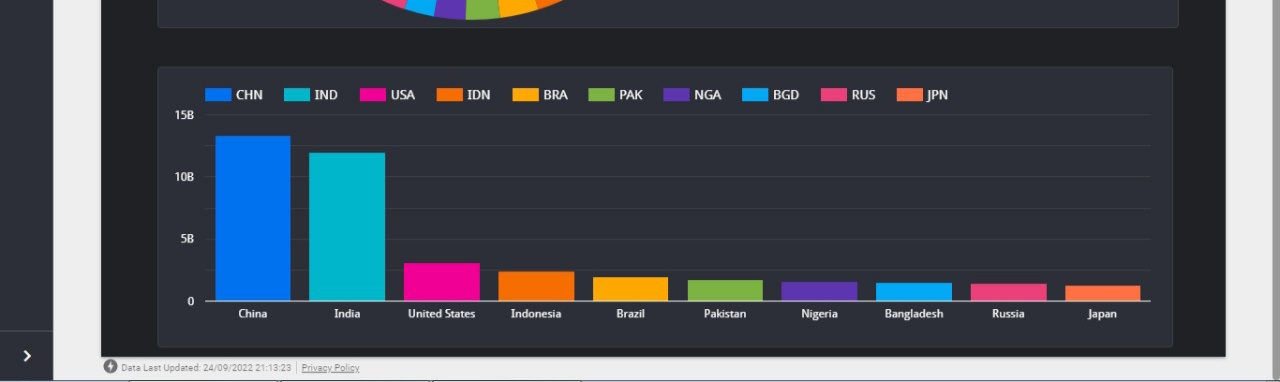 CHN IND USA IDN BRA PAK NGA BGD RUS JPN
15B
10B
5B
0
China India United States Indonesia Brazil Pakistan Nigeria Bangladesh Russia Japan
Data Last Updated: 24/09/2022 21:13:23 | Privacy Policy